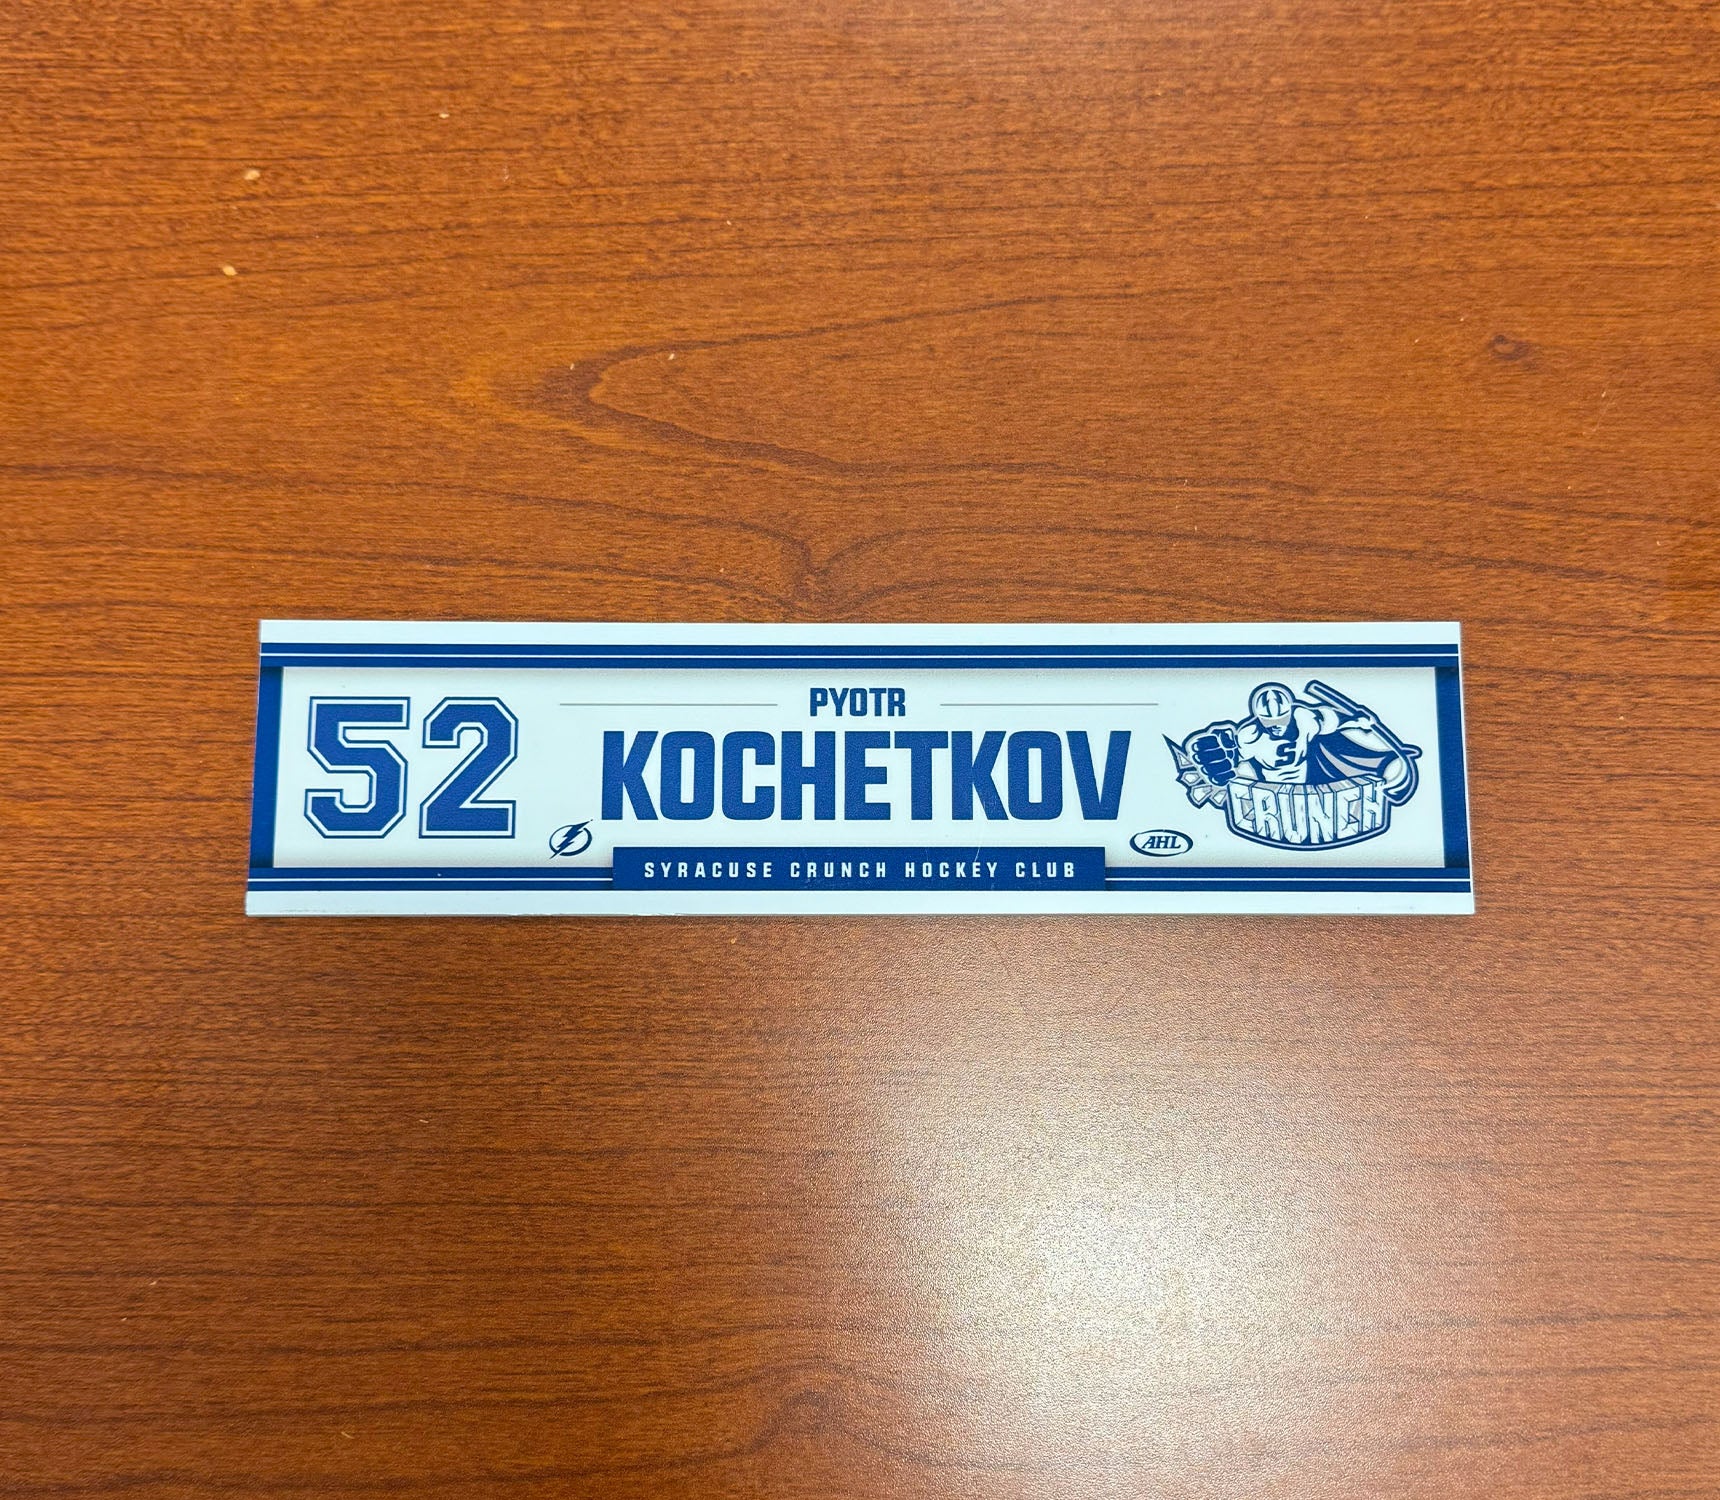 52
PYOTR
KOCHETKOV
AHL
S
CRUNCH
SYRACUSE CRUNCH HOCKEY CLUB